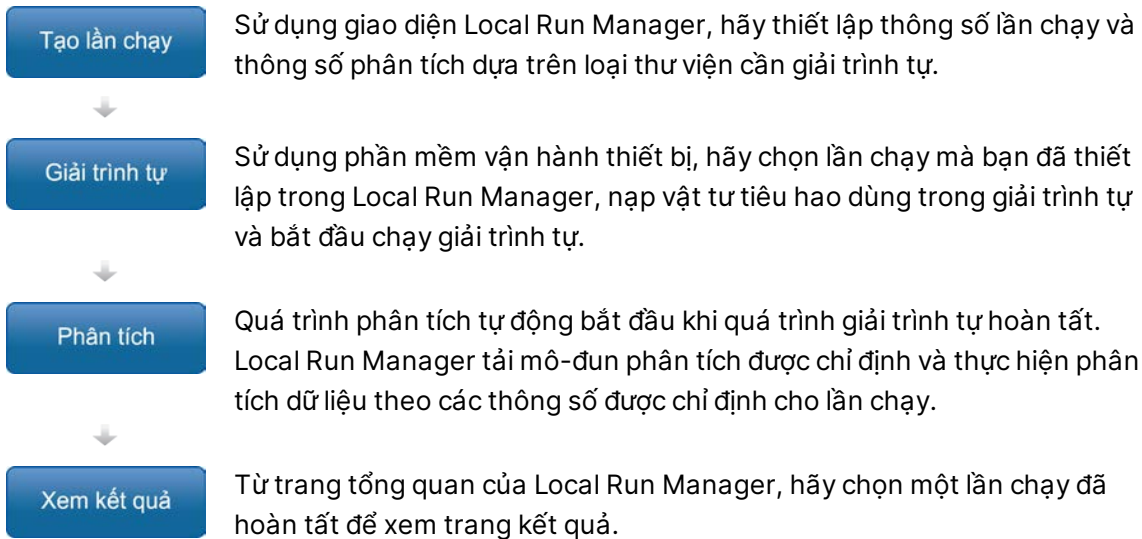 Tạo lần chạy
Sử dụng giao diện Local Run Manager, hãy thiết lập thông số lần chạy và
thông số phân tích dựa trên loại thư viện cần giải trình tự.
Giải trình tự
Sử dụng phần mềm vận hành thiết bị, hãy chọn lần chạy mà bạn đã thiết
lập trong Local Run Manager, nạp vật tư tiêu hao dùng trong giải trình tự
và bắt đầu chạy giải trình tự.
Phân tích
Quá trình phân tích tự động bắt đầu khi quá trình giải trình tự hoàn tất.
Local Run Manager tải mô-đun phân tích được chỉ định và thực hiện phân
tích dữ liệu theo các thông số được chỉ định cho lần chạy.
Xem kết quả
Từ trang tổng quan của Local Run Manager, hãy chọn một lần chạy đã
hoàn tất để xem trang kết quả.